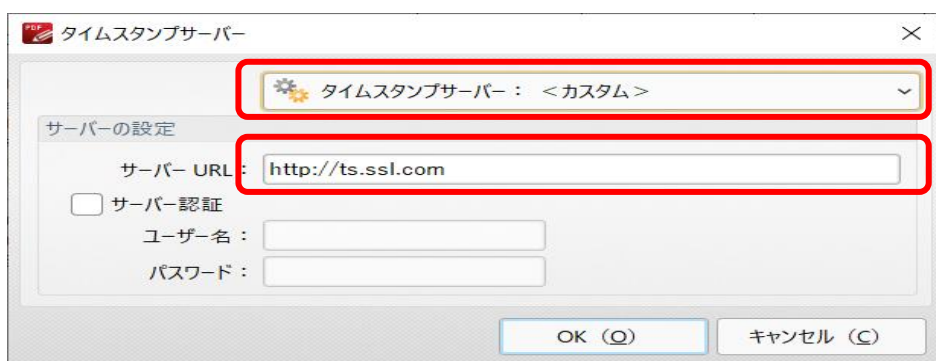 PDF
タイムスタンプサーバー
タイムスタンプサーバー： ＜カスタム＞
サーバーの設定
サーバー URL： http://ts.ssl.com
サーバー認証
ユーザー名：
パスワード：
OK（O） キャンセル（C）